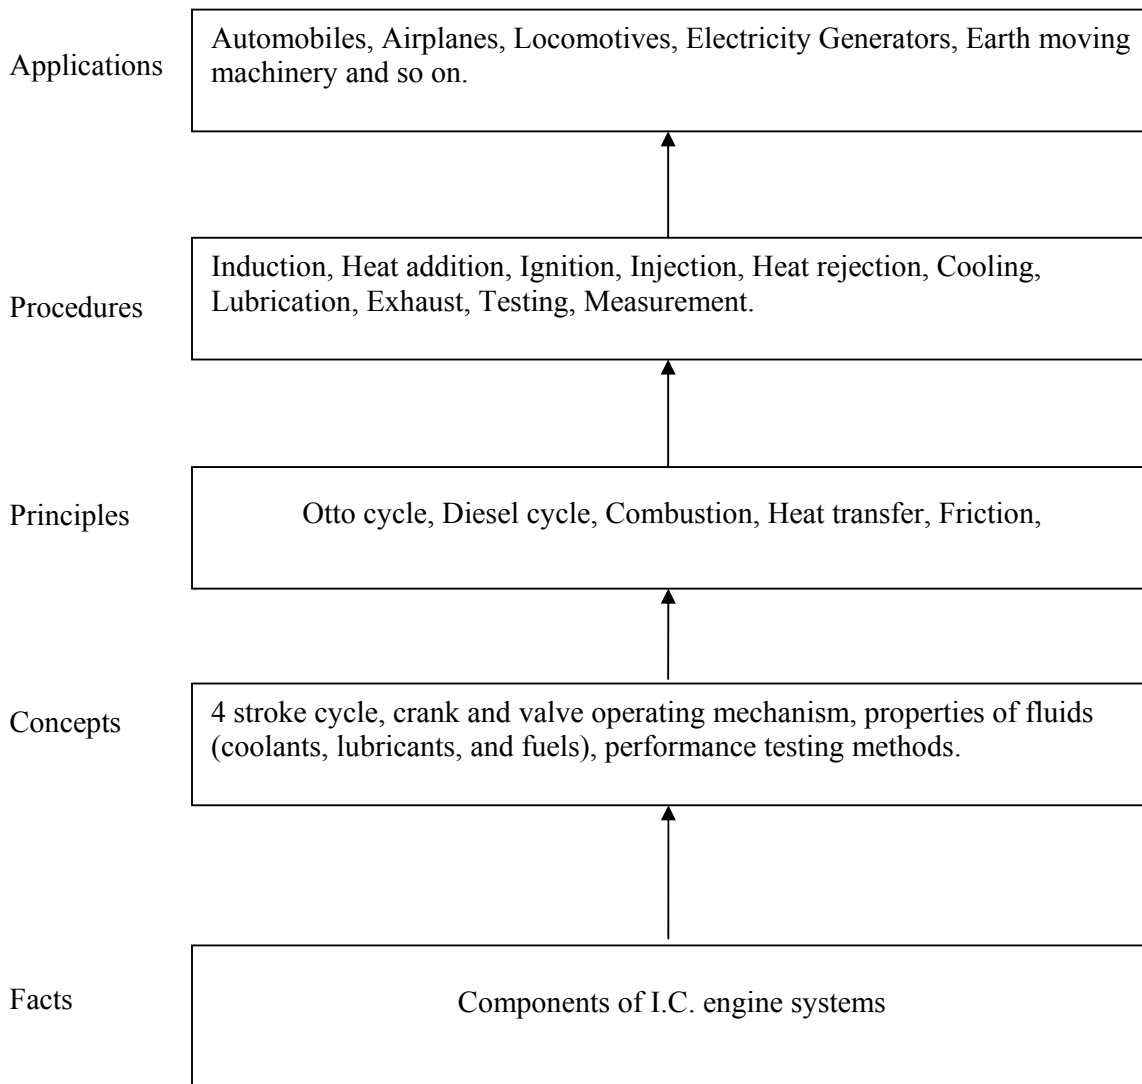 Applications
Automobiles, Airplanes, Locomotives, Electricity Generators, Earth moving
machinery and so on.
Procedures
Induction, Heat addition, Ignition, Injection, Heat rejection, Cooling,
Lubrication, Exhaust, Testing, Measurement.
Principles
Otto cycle, Diesel cycle, Combustion, Heat transfer, Friction,
Concepts
4 stroke cycle, crank and valve operating mechanism, properties of fluids
(coolants, lubricants, and fuels), performance testing methods.
Facts
Components of I.C. engine systems